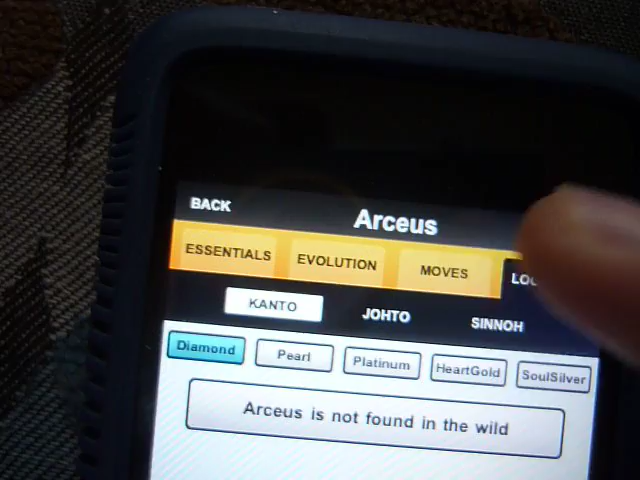 BACK
Arceus
ESSENTIALS EVOLUTION MOVES
KANTO JOHTO SINNOH
Diamond Pearl Platinum HeartGold SoulSilver
Arceus is not found in the wild